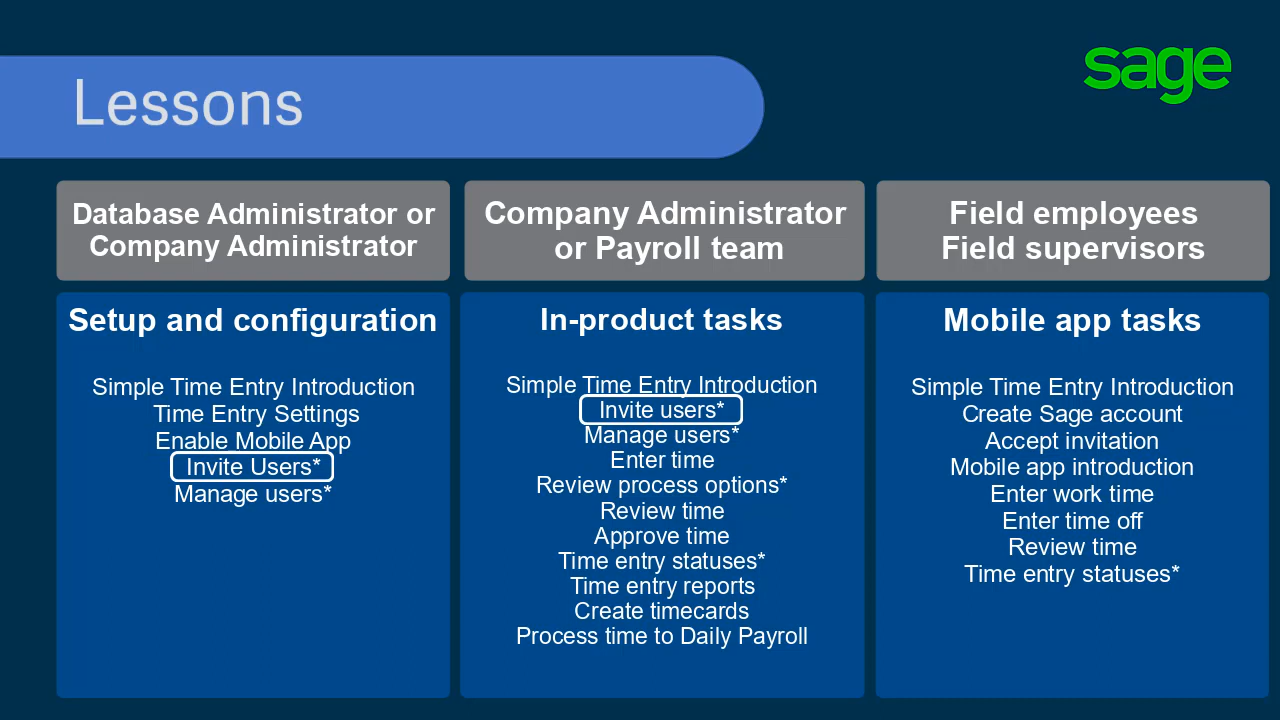 Lessons
sage
Database Administrator or
Company Administrator
Setup and configuration
Simple Time Entry Introduction
Time Entry Settings
Enable Mobile App
Invite Users*
Manage users*
Company Administrator
or Payroll team
In-product tasks
Simple Time Entry Introduction
Invite users*
Manage users*
Enter time
Review process options*
Review time
Approve time
Time entry statuses*
Time entry reports
Create timecards
Process time to Daily Payroll
Field employees
Field supervisors
Mobile app tasks
Simple Time Entry Introduction
Create Sage account
Accept invitation
Mobile app introduction
Enter work time
Enter time off
Review time
Time entry statuses*